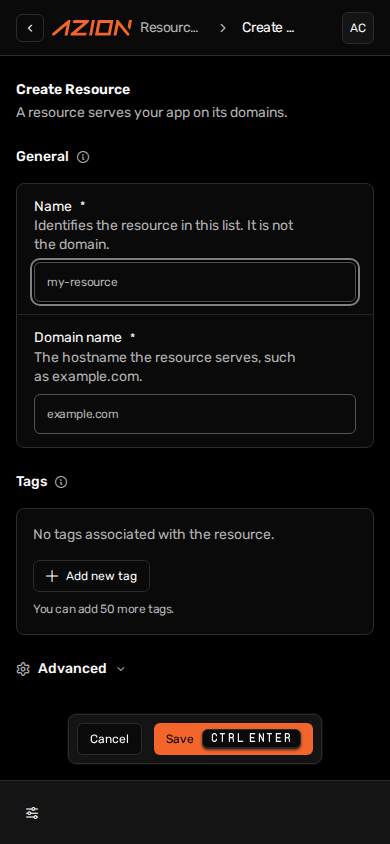 AZION Resourc... Create ... AC
Create Resource
A resource serves your app on its domains.
General
Name *
Identifies the resource in this list. It is not
the domain.
my-resource
Domain name *
The hostname the resource serves, such
as example.com.
example.com
Tags
No tags associated with the resource.
Add new tag
You can add 50 more tags.
Advanced
Cancel Save CTRL ENTER